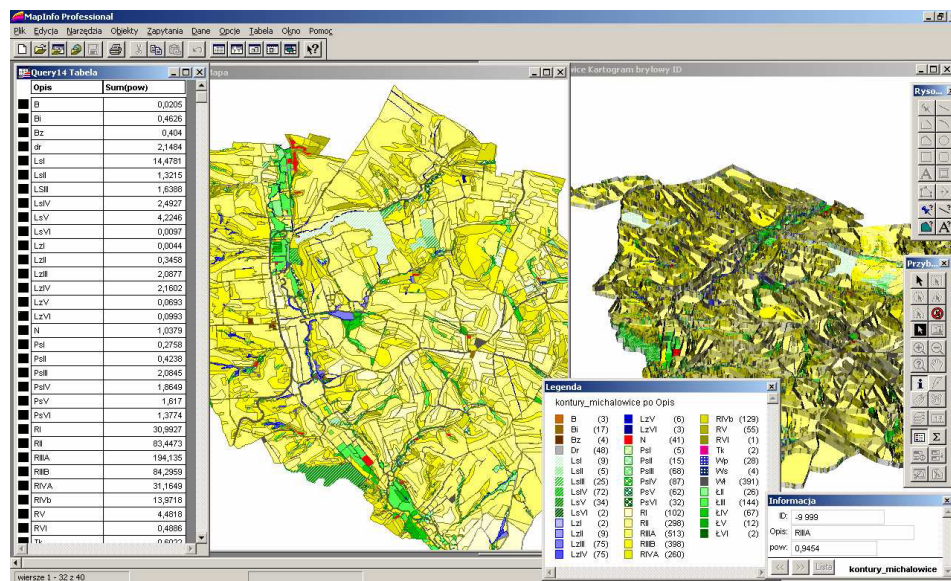 MapInfo Professional
Plik Edycja Narzędzia Obiekty Zapytania Dane Opcje Tabela Okno Pomoc
Query14 Tabela
Mapa
wice Kartogram bryłowy ID
Opis Sum(pow)
B 0,0205
Bi 0,4626
Bz 0,404
dr 2,1484
LsI 14,4781
LsII 1,3215
LSIII 1,6388
LsIV 2,4927
LsV 4,2246
LsVI 0,0097
LzI 0,0044
LzII 0,3458
LzIII 2,0877
LzIV 2,1602
LzV 0,0693
LzVI 0,0993
N 1,0379
PsI 0,2758
PsII 0,4238
PsIII 2,0845
PsIV 1,8649
PsV 1,617
PsVI 1,3774
RI 30,9927
RII 83,4473
RIIIA 194,135
RIIIB 84,2959
RIVA 31,1649
RIVb 13,9718
RV 4,4818
RVI 0,4886
Tk 0,6922
wiersze 1 - 32 z 40
Ryso...
Przyb...
Legenda
kontury_michalowice po Opis
B (3) LzV (6) RIVb (129)
Bi (17) LzVI (3) RV (55)
Bz (4) N (41) RVI (1)
Dr (48) PsI (5) Tk (2)
LsI (9) PsII (15) Wp (28)
LsII (5) PsIII (68) Ws (4)
LsIII (25) PsIV (87) Wł (391)
LsIV (72) PsV (62) ŁII (26)
LsV (34) PsVI (32) ŁIII (144)
LsVI (2) RI (102) ŁIV (67)
LzI (2) RII (298) ŁV (12)
LzII (9) RIIIA (513) ŁVI (2)
LzIII (75) RIIIB (398)
LzIV (75) RIVA (260)
Informacja
ID: -9 999
Opis: RIIIA
pow: 0,9454
<< >> Lista kontury_michalowice